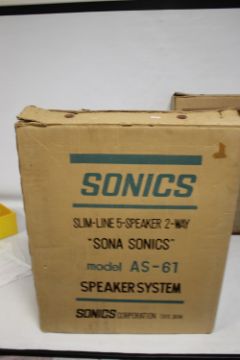 SONICS
SLIM-LINE 5-SPEAKER 2-WAY
"SONA SONICS"
model AS-61
SPEAKER SYSTEM
SONICS CORPORATION